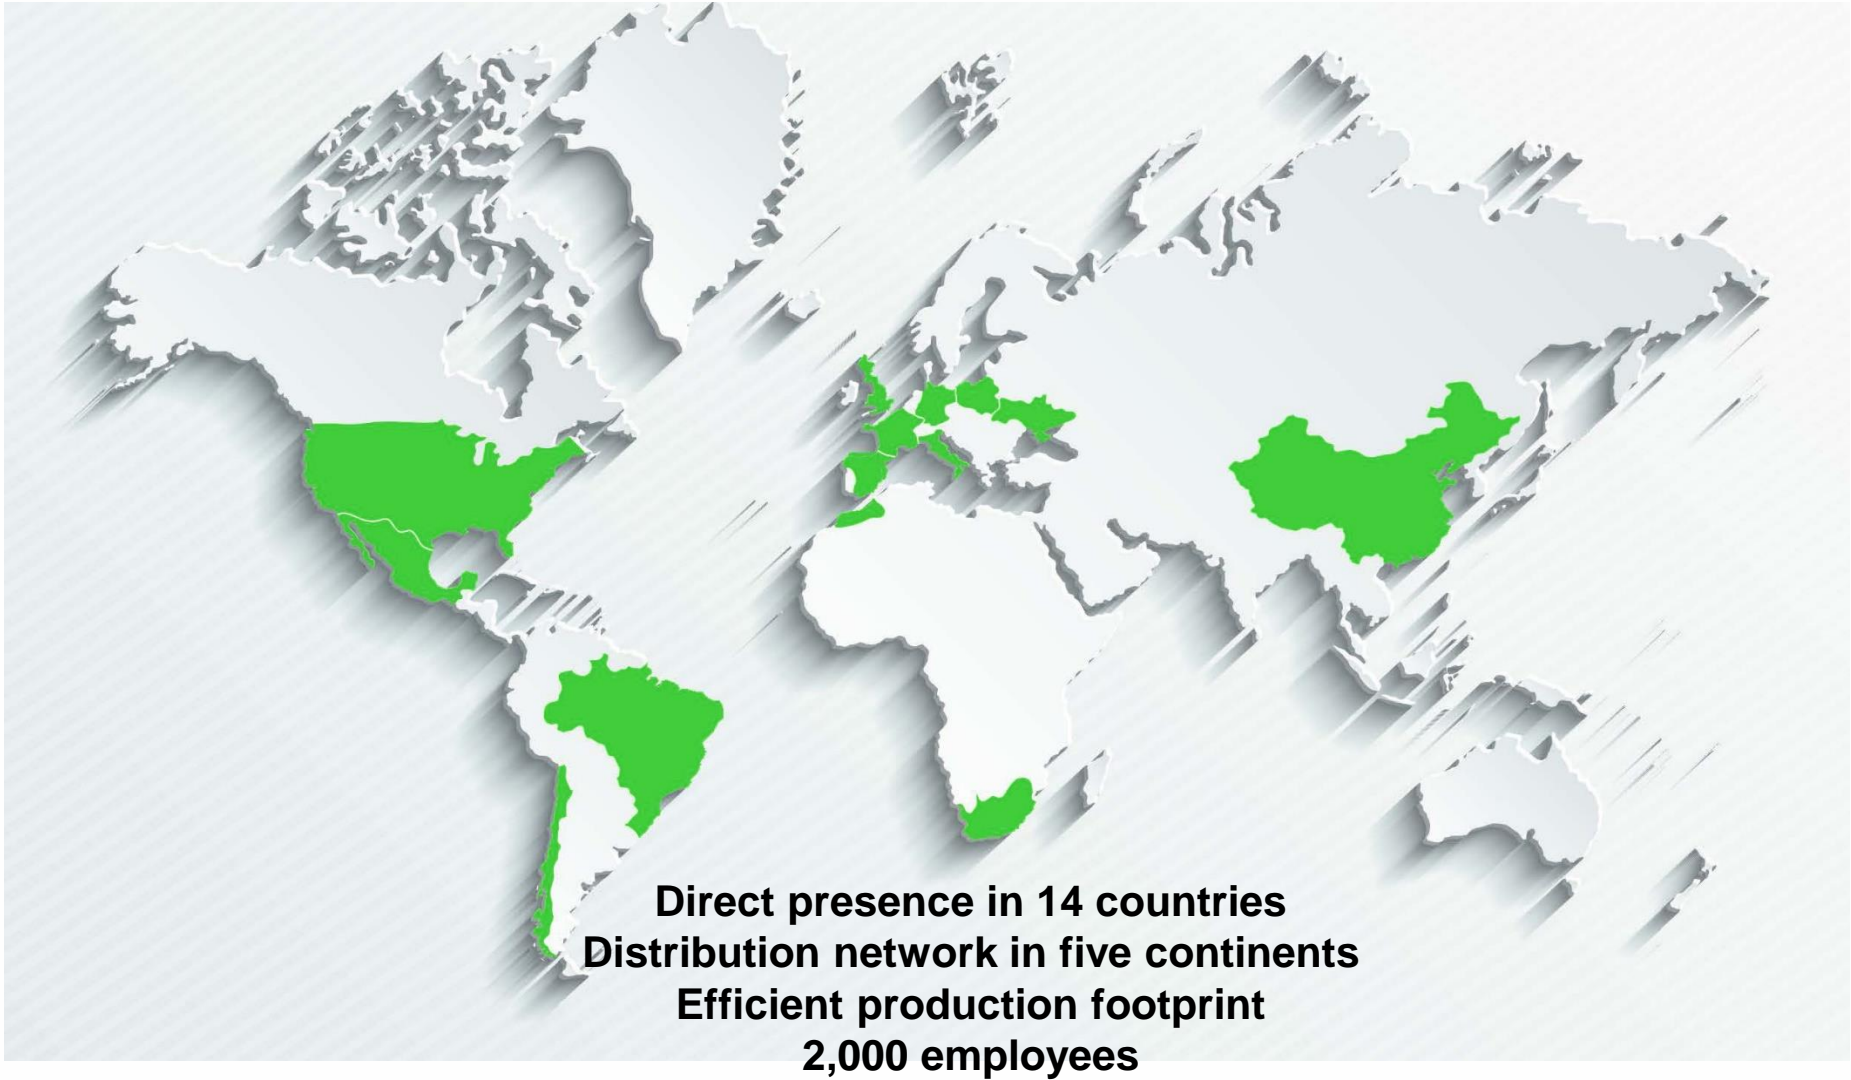 Direct presence in 14 countries
Distribution network in five continents
Efficient production footprint
2,000 employees